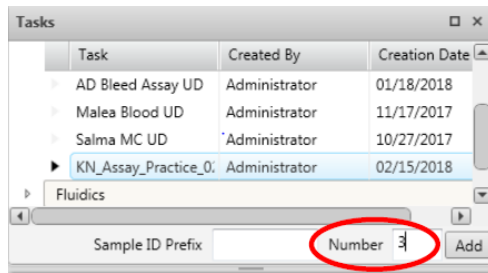 Tasks
Task Created By Creation Date
AD Bleed Assay UD Administrator 01/18/2018
Malea Blood UD Administrator 11/17/2017
Salma MC UD Administrator 10/27/2017
KN_Assay_Practice_02 Administrator 02/15/2018
Fluidics
Sample ID Prefix Number 3 Add